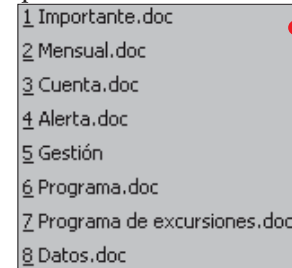 1 Importante.doc
2 Mensual.doc
3 Cuenta.doc
4 Alerta.doc
5 Gestión
6 Programa.doc
7 Programa de excursiones.doc
8 Datos.doc